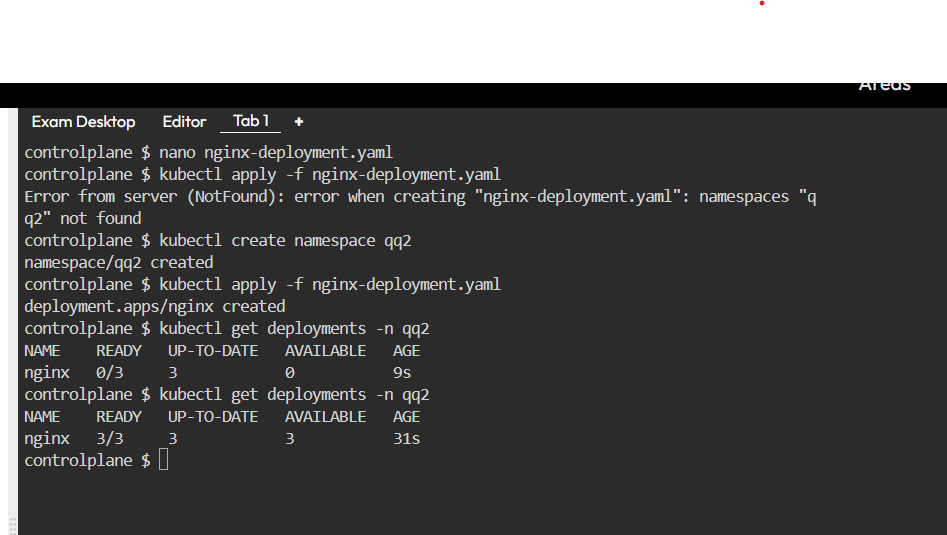 Areas
Exam Desktop Editor Tab 1 +
controlplane $ nano nginx-deployment.yaml
controlplane $ kubectl apply -f nginx-deployment.yaml
Error from server (NotFound): error when creating "nginx-deployment.yaml": namespaces "q
q2" not found
controlplane $ kubectl create namespace qq2
namespace/qq2 created
controlplane $ kubectl apply -f nginx-deployment.yaml
deployment.apps/nginx created
controlplane $ kubectl get deployments -n qq2
NAME READY UP-TO-DATE AVAILABLE AGE
nginx 0/3 3 0 9s
controlplane $ kubectl get deployments -n qq2
NAME READY UP-TO-DATE AVAILABLE AGE
nginx 3/3 3 3 31s
controlplane $